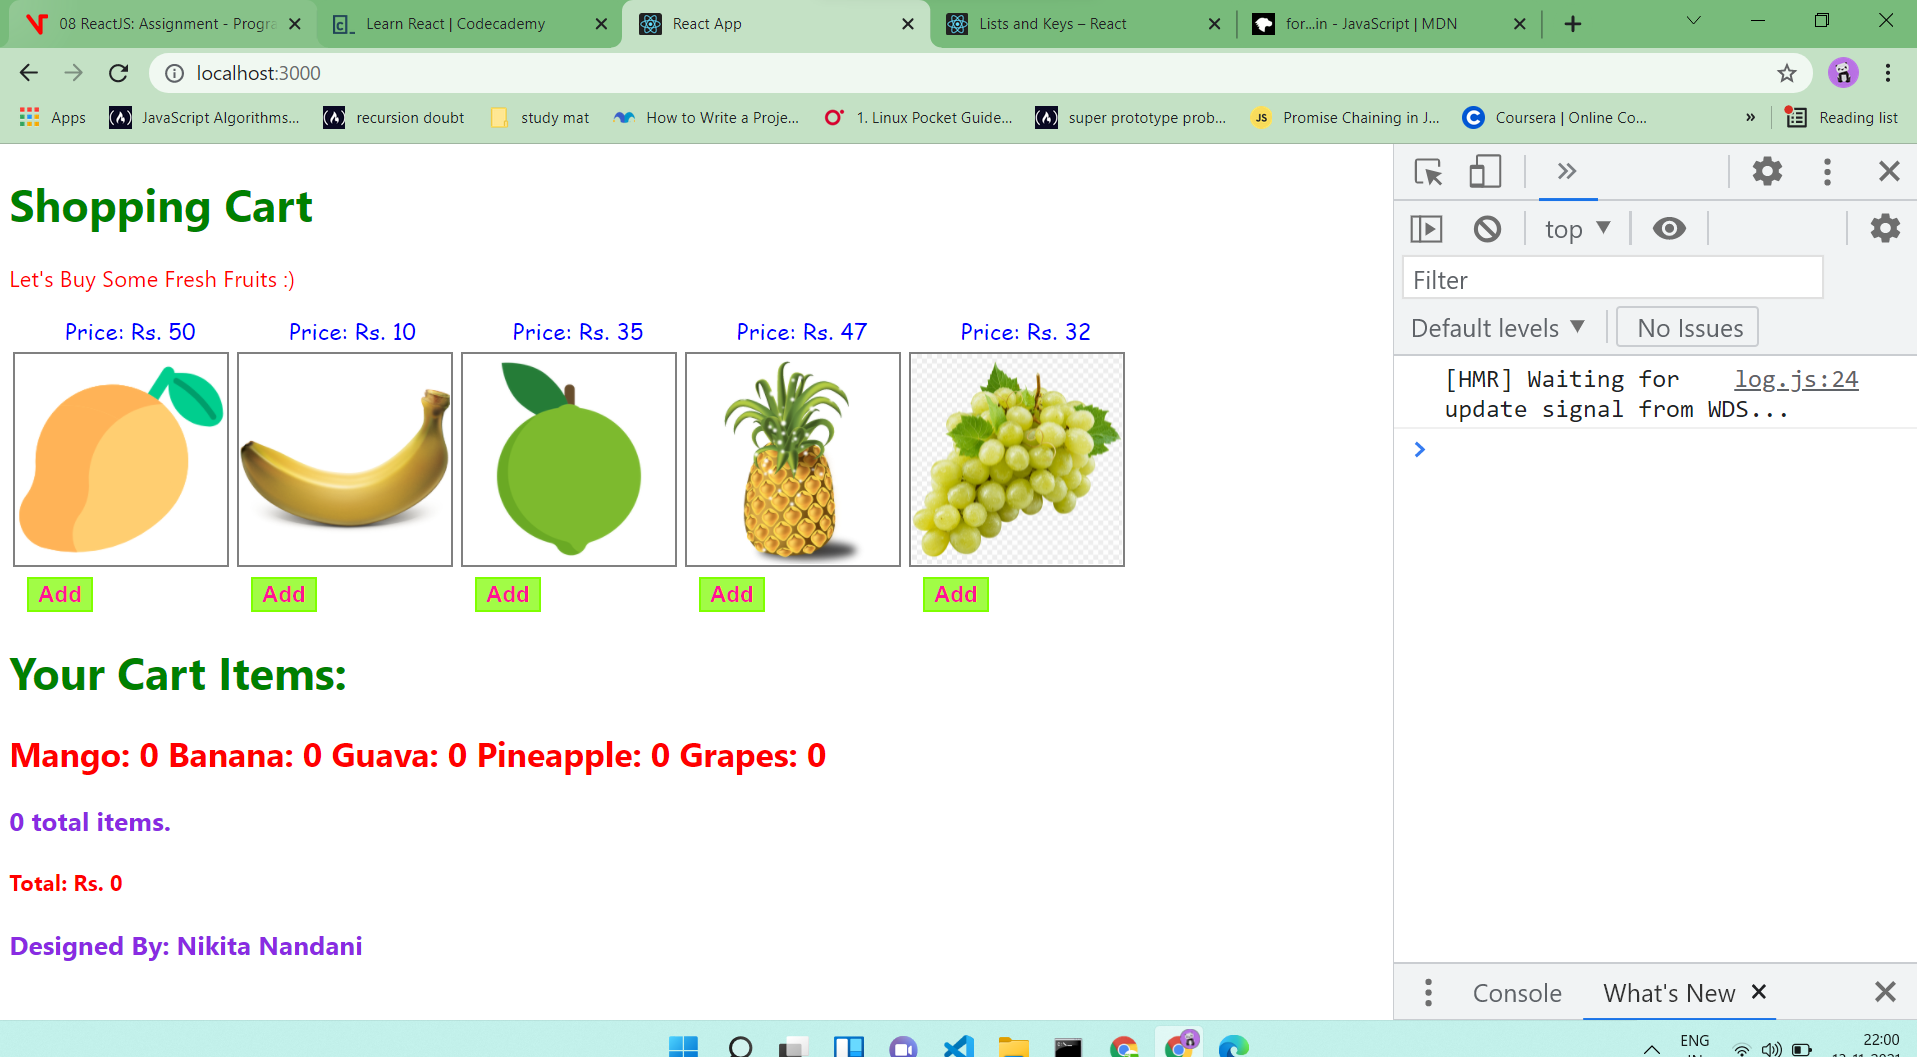 08 ReactJS: Assignment - Progra
Learn React | Codecademy
React App
Lists and Keys – React
for...in - JavaScript | MDN
localhost:3000
Apps
JavaScript Algorithms...
recursion doubt
study mat
How to Write a Proje...
1. Linux Pocket Guide...
super prototype prob...
JS
Promise Chaining in J...
Coursera | Online Co...
»
Reading list
Shopping Cart
Let's Buy Some Fresh Fruits :)
Price: Rs. 50
Price: Rs. 10
Price: Rs. 35
Price: Rs. 47
Price: Rs. 32
Add
Add
Add
Add
Add
Your Cart Items:
Mango: 0 Banana: 0 Guava: 0 Pineapple: 0 Grapes: 0
0 total items.
Total: Rs. 0
Designed By: Nikita Nandani
top
Filter
Default levels
No Issues
[HMR] Waiting for log.js:24
update signal from WDS...
Console
What's New
ENG
22:00